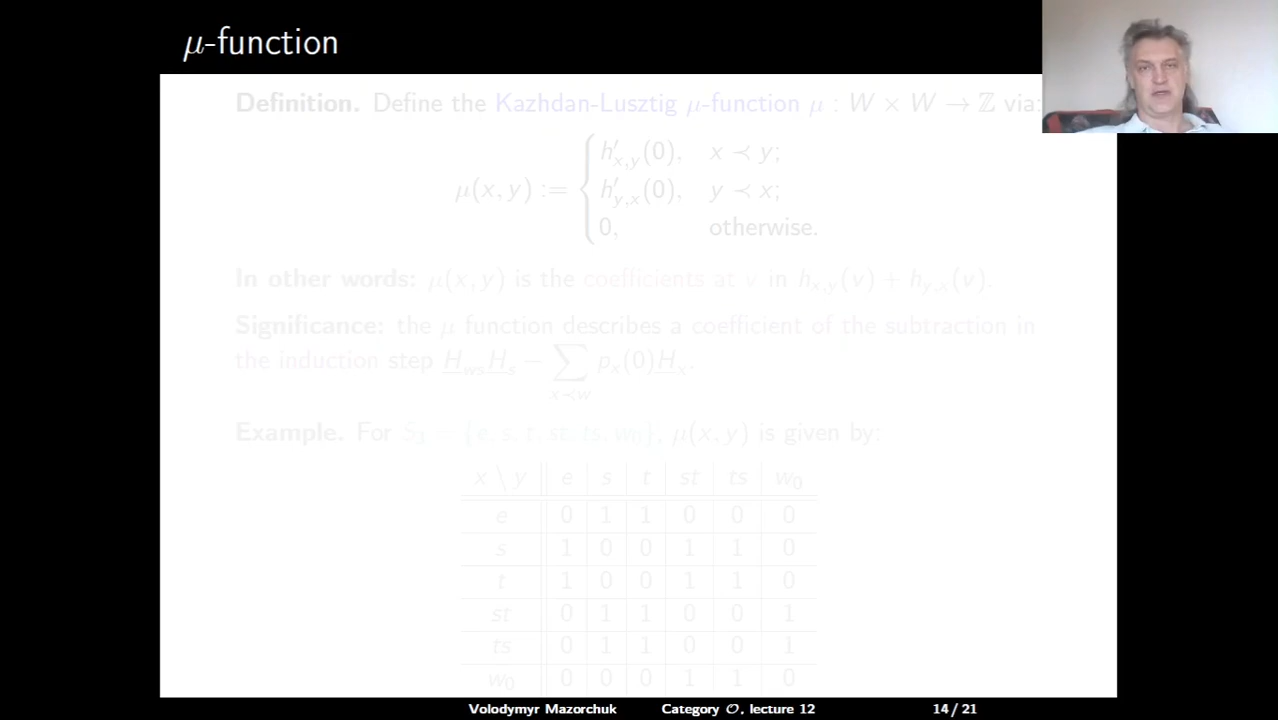 μ-function
Definition. Define the Kazhdan-Lusztig μ-function μ : W × W → ℤ via:
μ(x, y) := { h′x,y(0), x ≺ y;
h′y,x(0), y ≺ x;
0, otherwise.
In other words: μ(x, y) is the coefficients at v in hx,y(v) + hy,x(v).
Significance: the μ function describes a coefficient of the subtraction in
the induction step H̲ws H̲s − ∑x≺w px(0)H̲x.
Example. For S3 = {e, s, t, st, ts, w0}, μ(x, y) is given by:
x \ y e s t st ts w0
e 0 1 1 0 0 0
s 1 0 0 1 1 0
t 1 0 0 1 1 0
st 0 1 1 0 0 1
ts 0 1 1 0 0 1
w0 0 0 0 1 1 0
Volodymyr Mazorchuk Category 𝒪, lecture 12 14 / 21